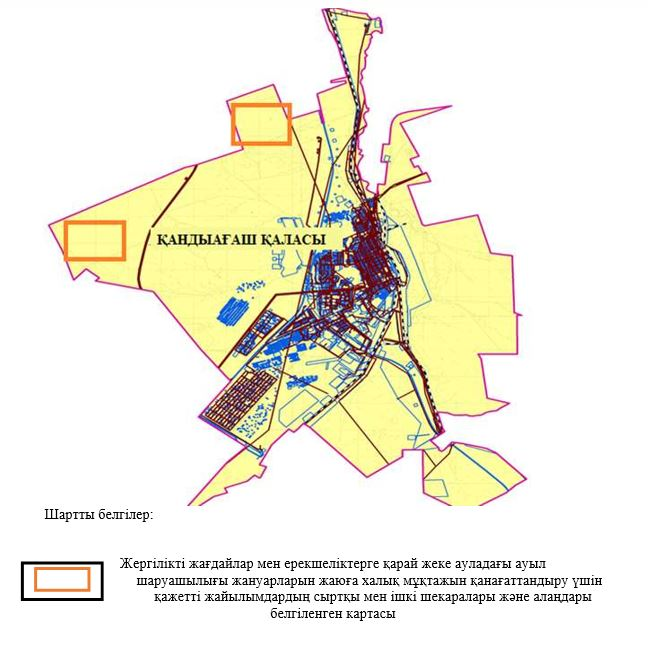 ҚАНДЫАҒАШ ҚАЛАСЫ
Шартты белгілер:
Жергілікті жағдайлар мен ерекшеліктерге қарай жеке ауладағы ауыл
шаруашылығы жануарларын жаюға халық мұқтажын қанағаттандыру үшін
қажетті жайылымдардың сыртқы мен ішкі шекаралары және алаңдары
белгіленген картасы